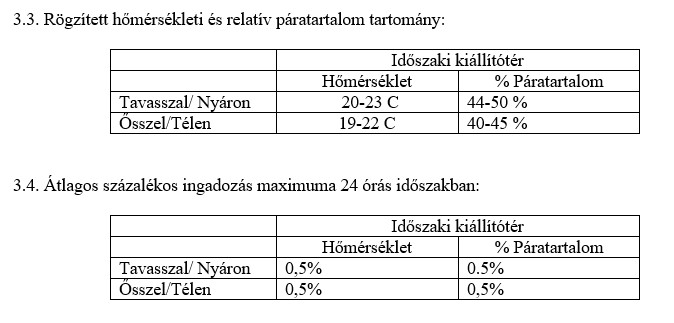 3.3. Rögzített hőmérsékleti és relatív páratartalom tartomány:
Időszaki kiállítótér
Hőmérséklet % Páratartalom
Tavasszal/ Nyáron 20-23 C 44-50 %
Ősszel/Télen 19-22 C 40-45 %
3.4. Átlagos százalékos ingadozás maximuma 24 órás időszakban:
Időszaki kiállítótér
Hőmérséklet % Páratartalom
Tavasszal/ Nyáron 0,5% 0.5%
Ősszel/Télen 0,5% 0,5%